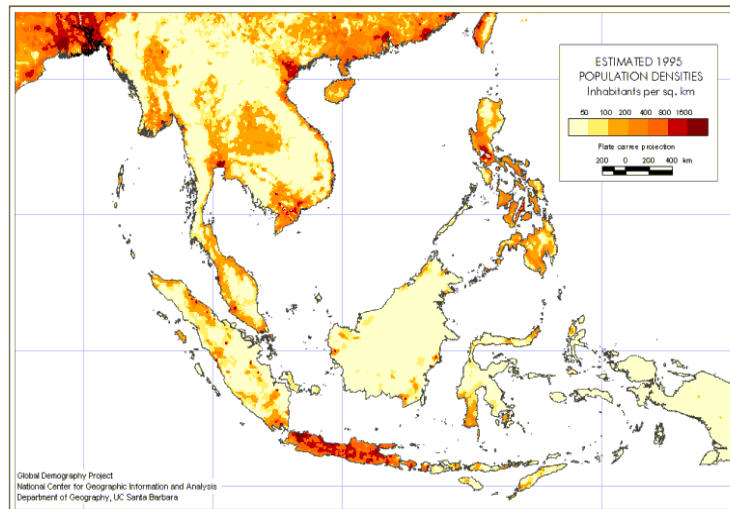 ESTIMATED 1995
POPULATION DENSITIES
Inhabitants per sq. km
50 100 200 400 800 1500
Plate carree projection
200 0 200 400 km
Global Demography Project
National Center for Geographic Information and Analysis
Department of Geography, UC Santa Barbara